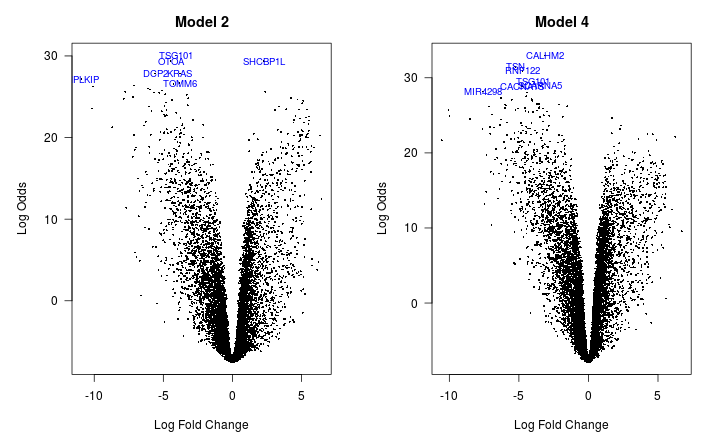 Model 2
Model 4
TSG101
OTOA
SHCBP1L
DGP2
KRAS
PLKIP
TOMM6
CALHM2
TSN
RNF122
TSG101
MIR4298
30
20
10
0
-10
-5
0
5
Log Odds
Log Fold Change
30
20
10
0
-10
-5
0
5
Log Odds
Log Fold Change